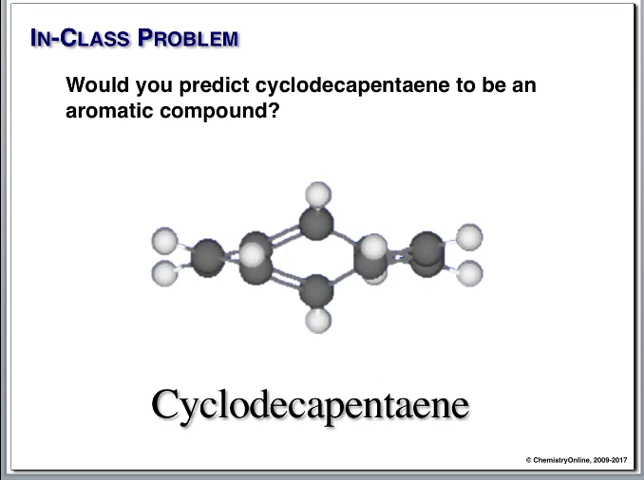 IN-CLASS PROBLEM
Would you predict cyclodecapentaene to be an
aromatic compound?
Cyclodecapentaene
© ChemistryOnline, 2009-2017